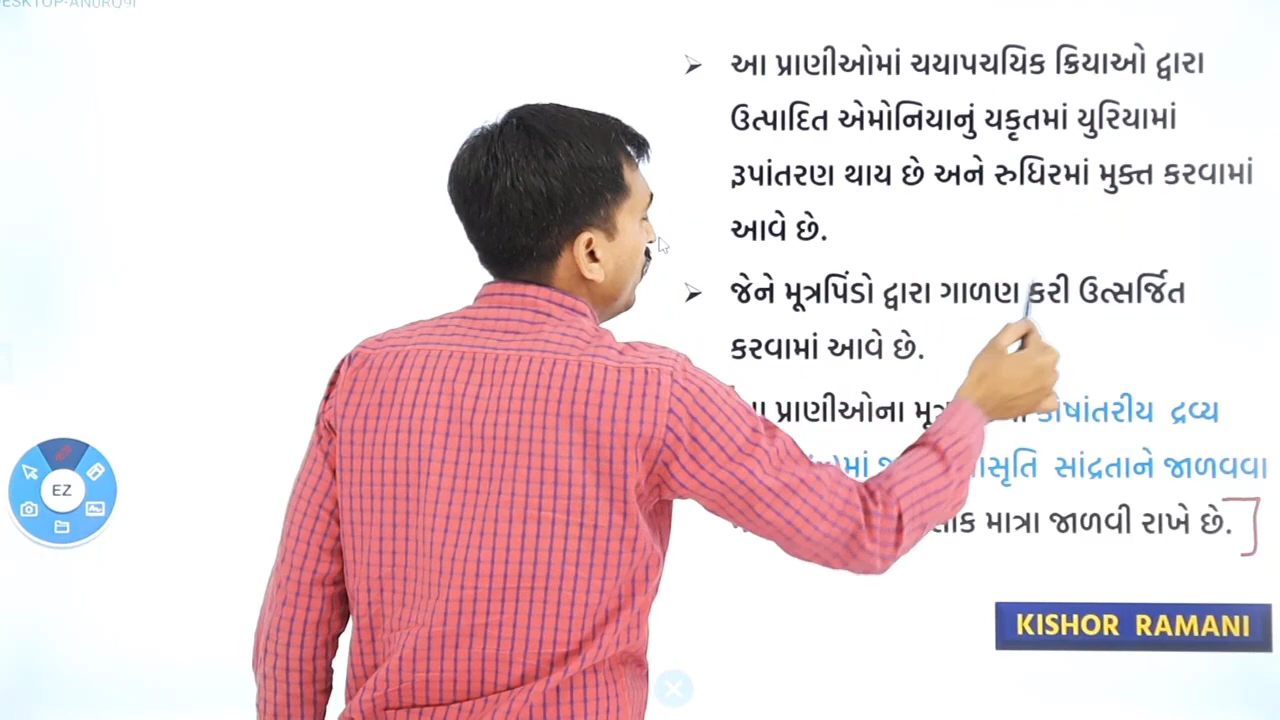 આ પ્રાણીઓમાં ચયાપચયિક ક્રિયાઓ દ્વારા
ઉત્પાદિત એમોનિયાનું યકૃતમાં યુરિયામાં
રૂપાંતરણ થાય છે અને રુધિરમાં મુક્ત કરવામાં
આવે છે.
જેને મૂત્રપિંડો દ્વારા ગાળણ કરી ઉત્સર્જિત
કરવામાં આવે છે.
પ્રાણીઓના દ્રવ્ય
સાંદ્રતાને જાળવવા
માત્રા જાળવી રાખે છે.
EZ
KISHOR RAMANI